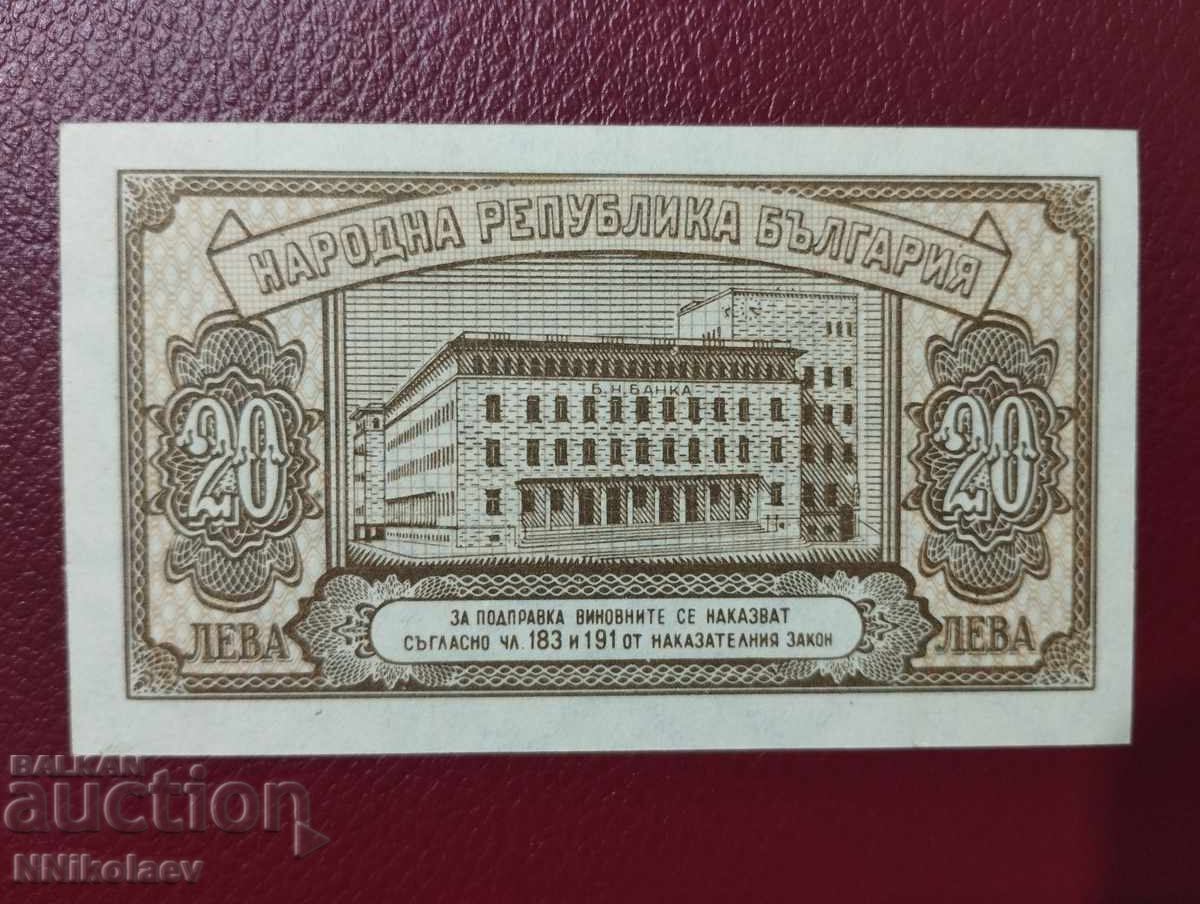 НАРОДНА РЕПУБЛИКА БЪЛГАРИЯ
Б.Н.БАНКА
20
20
ЛЕВА
ЛЕВА
ЗА ПОДПРАВКА ВИНОВНИТЕ СЕ НАКАЗВАТ
СЪГЛАСНО ЧЛ. 183 И 191 ОТ НАКАЗАТЕЛНИЯ ЗАКОН
BALKAN
auction
NNikolaev